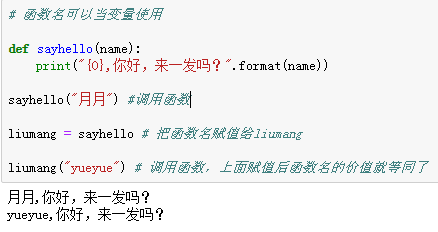 # 函数名可以当变量使用
def sayhello(name):
print("{0},你好，来一发吗？".format(name))
sayhello("月月") #调用函数
liumang = sayhello # 把函数名赋值给liumang
liumang("yueyue") # 调用函数，上面赋值后函数名的价值就等同了
月月,你好，来一发吗？
yueyue,你好，来一发吗？